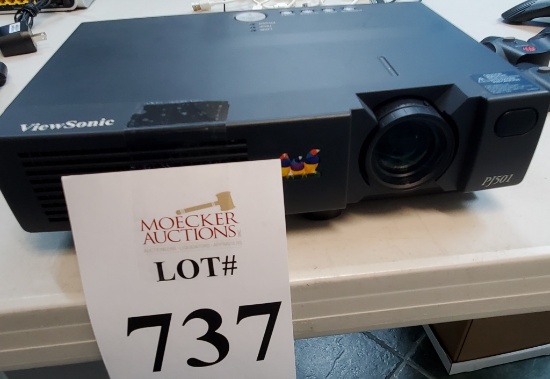 ViewSonic
PJ501
MOECKER
AUCTIONS
LOT#
737